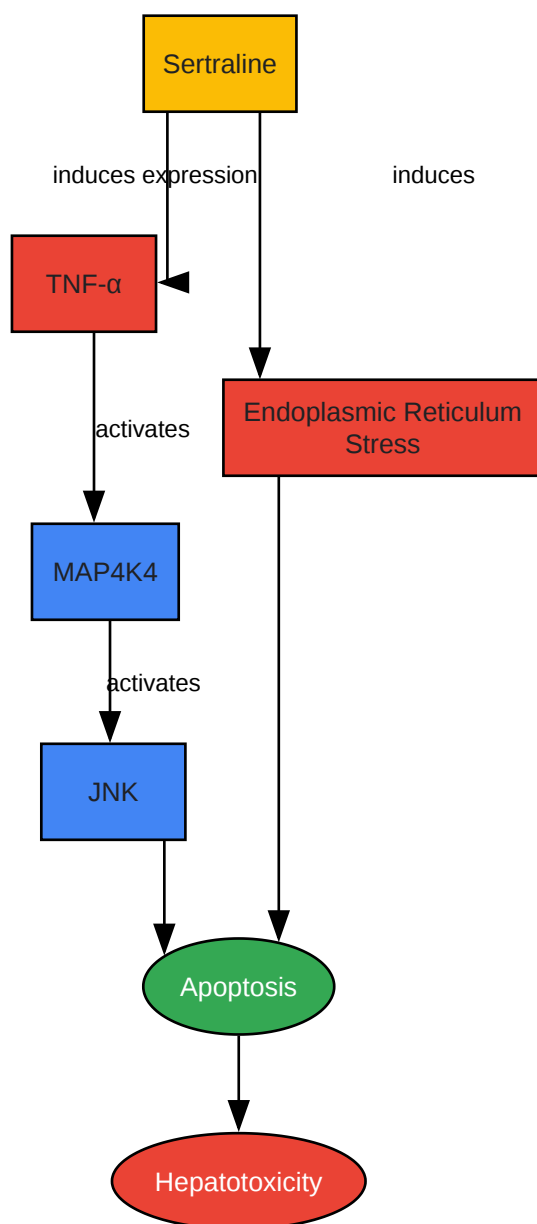 Sertraline
induces expression
induces
TNF-α
Endoplasmic Reticulum
Stress
activates
MAP4K4
activates
JNK
Apoptosis
Hepatotoxicity